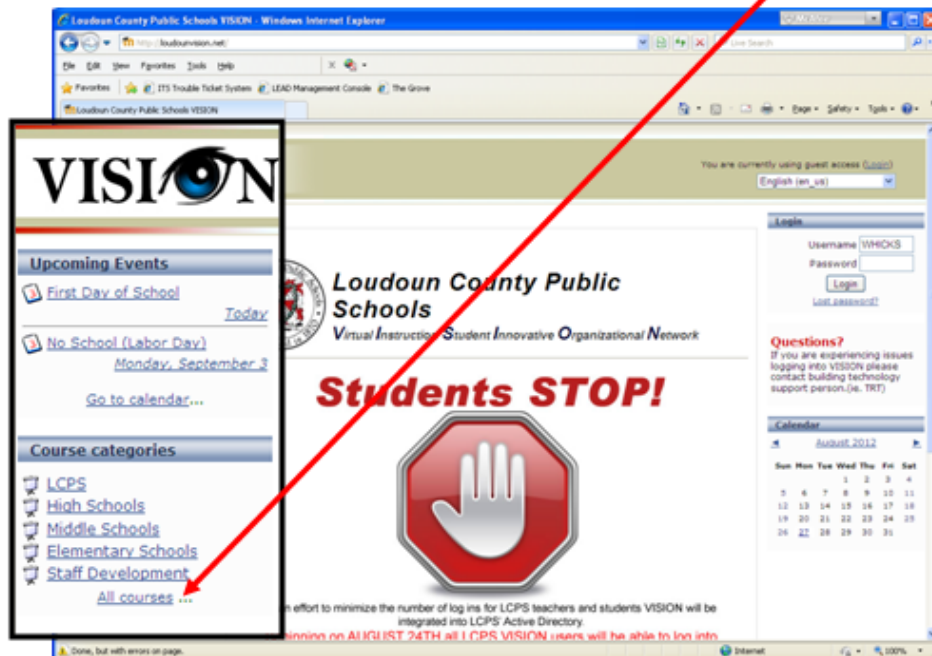 Loudoun County Public Schools VISION - Windows Internet Explorer
http://loudounvision.net/
Live Search
File Edit View Favorites Tools Help
Favorites ITS Trouble Ticket System LEAD Management Console The Grove
Loudoun County Public Schools VISION
Page Safety Tools
VISION
You are currently using guest access (Login)
English (en_us)
Upcoming Events
First Day of School
Today
No School (Labor Day)
Monday, September 3
Go to calendar...
Course categories
LCPS
High Schools
Middle Schools
Elementary Schools
Staff Development
All courses ...
Loudoun County Public
Schools
Virtual Instruction Student Innovative Organizational Network
Students STOP!
n effort to minimize the number of log ins for LCPS teachers and students VISION will be
integrated into LCPS' Active Directory.
inning on AUGUST 24TH all LCPS VISION users will be able to log into
Login
Username WHICKS
Password
Login
Lost password?
Questions?
If you are experiencing issues
logging into VISION please
contact building technology
support person.(ie. TRT)
Calendar
August 2012
Sun Mon Tue Wed Thu Fri Sat
1 2 3 4
5 6 7 8 9 10 11
12 13 14 15 16 17 18
19 20 21 22 23 24 25
26 27 28 29 30 31
Done, but with errors on page.
Internet
100%